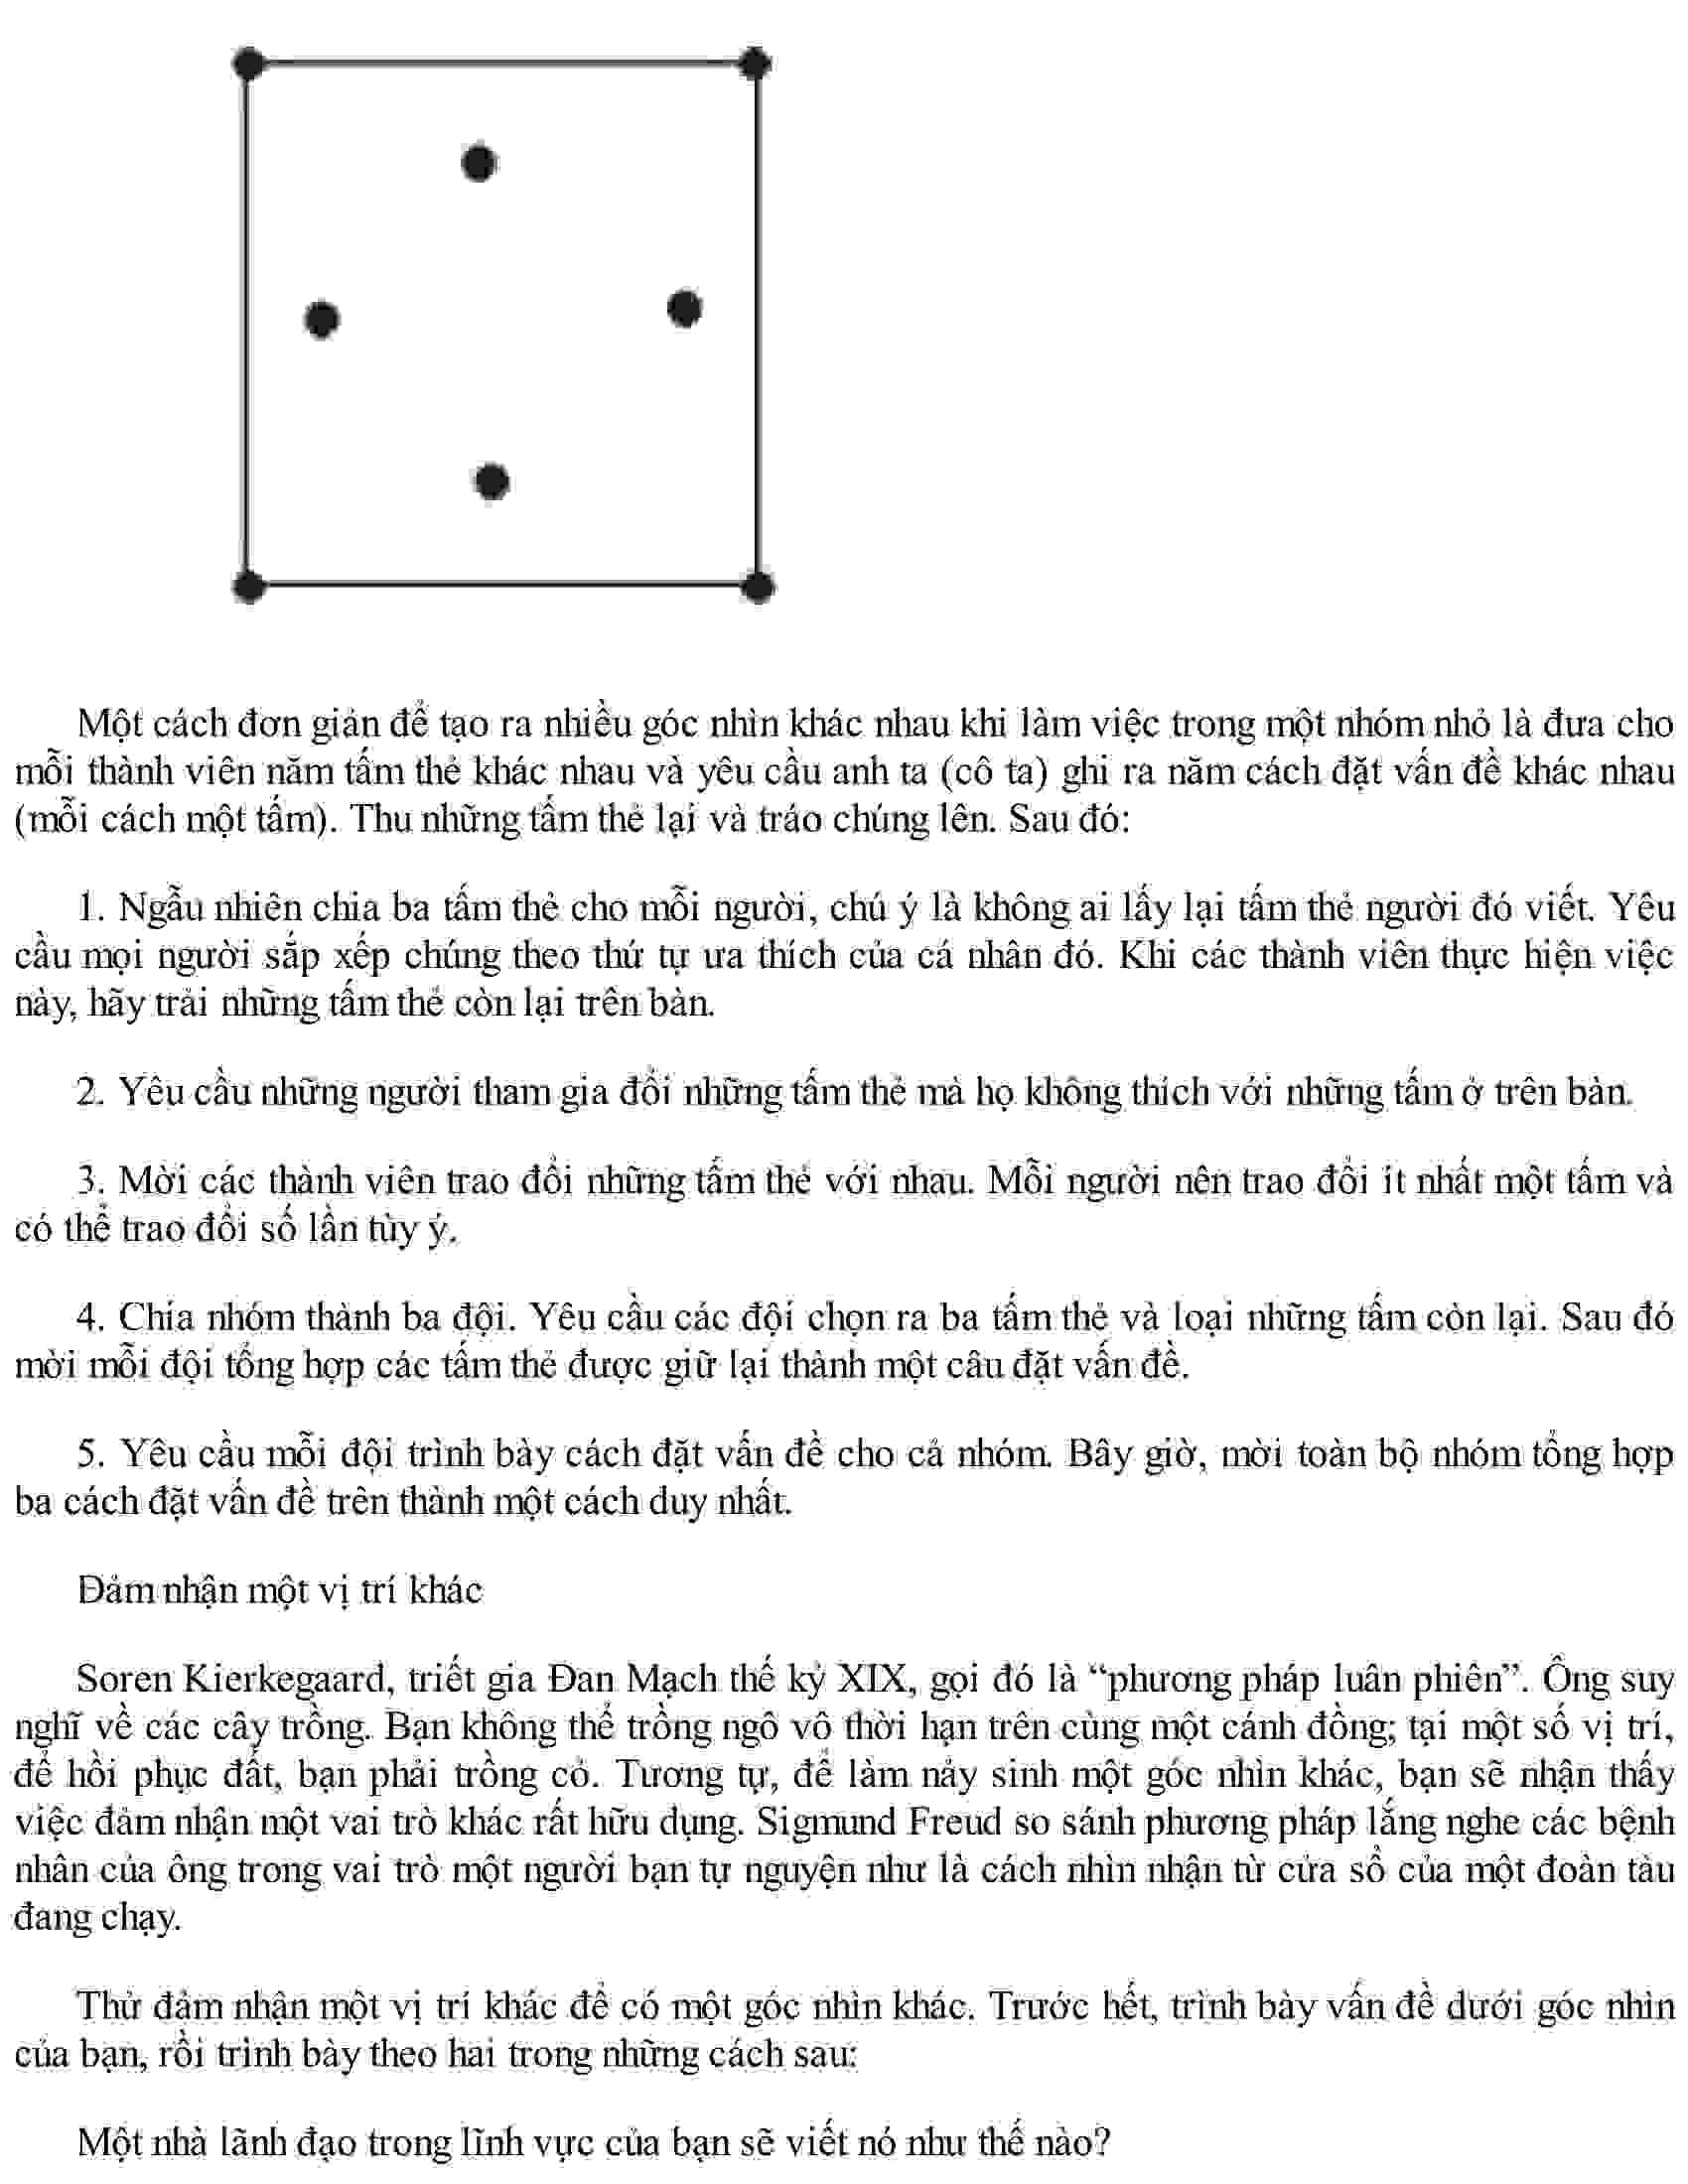 Một cách đơn giản để tạo ra nhiều góc nhìn khác nhau khi làm việc trong một nhóm nhỏ là đưa cho
mỗi thành viên năm tấm thẻ khác nhau và yêu cầu anh ta (cô ta) ghi ra năm cách đặt vấn đề khác nhau
(mỗi cách một tấm). Thu những tấm thẻ lại và tráo chúng lên. Sau đó:
1. Ngẫu nhiên chia ba tấm thẻ cho mỗi người, chú ý là không ai lấy lại tấm thẻ người đó viết. Yêu
cầu mọi người sắp xếp chúng theo thứ tự ưa thích của cá nhân đó. Khi các thành viên thực hiện việc
này, hãy trải những tấm thẻ còn lại trên bàn.
2. Yêu cầu những người tham gia đổi những tấm thẻ mà họ không thích với những tấm ở trên bàn.
3. Mời các thành viên trao đổi những tấm thẻ với nhau. Mỗi người nên trao đổi ít nhất một tấm và
có thể trao đổi số lần tùy ý.
4. Chia nhóm thành ba đội. Yêu cầu các đội chọn ra ba tấm thẻ và loại những tấm còn lại. Sau đó
mời mỗi đội tổng hợp các tấm thẻ được giữ lại thành một câu đặt vấn đề.
5. Yêu cầu mỗi đội trình bày cách đặt vấn đề cho cả nhóm. Bây giờ, mời toàn bộ nhóm tổng hợp
ba cách đặt vấn đề trên thành một cách duy nhất.
Đảm nhận một vị trí khác
Soren Kierkegaard, triết gia Đan Mạch thế kỷ XIX, gọi đó là “phương pháp luân phiên”. Ông suy
nghĩ về các cây trồng. Bạn không thể trồng ngô vô thời hạn trên cùng một cánh đồng; tại một số vị trí,
để hồi phục đất, bạn phải trồng cỏ. Tương tự, để làm nảy sinh một góc nhìn khác, bạn sẽ nhận thấy
việc đảm nhận một vai trò khác rất hữu dụng. Sigmund Freud so sánh phương pháp lắng nghe các bệnh
nhân của ông trong vai trò một người bạn tự nguyện như là cách nhìn nhận từ cửa sổ của một đoàn tàu
đang chạy.
Thử đảm nhận một vị trí khác để có một góc nhìn khác. Trước hết, trình bày vấn đề dưới góc nhìn
của bạn, rồi trình bày theo hai trong những cách sau:
Một nhà lãnh đạo trong lĩnh vực của bạn sẽ viết nó như thế nào?